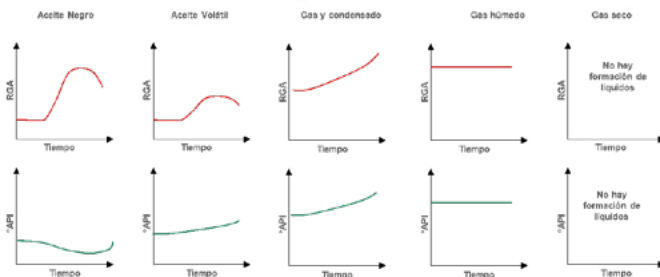 Aceite Negro
Aceite Volátil
Gas y condensado
Gas húmedo
Gas seco
RGA
Tiempo
RGA
Tiempo
RGA
Tiempo
RGA
Tiempo
RGA
No hay
formación de
líquidos
Tiempo
°API
Tiempo
°API
Tiempo
°API
Tiempo
°API
Tiempo
°API
No hay
formación de
líquidos
Tiempo